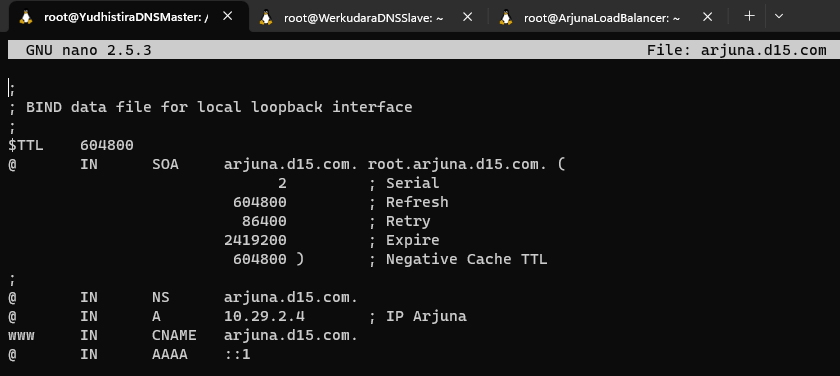 root@YudhistiraDNSMaster: /
root@WerkudaraDNSSlave: ~
root@ArjunaLoadBalancer: ~
GNU nano 2.5.3 File: arjuna.d15.com
;
; BIND data file for local loopback interface
;
$TTL 604800
@ IN SOA arjuna.d15.com. root.arjuna.d15.com. (
2 ; Serial
604800 ; Refresh
86400 ; Retry
2419200 ; Expire
604800 ) ; Negative Cache TTL
;
@ IN NS arjuna.d15.com.
@ IN A 10.29.2.4 ; IP Arjuna
www IN CNAME arjuna.d15.com.
@ IN AAAA ::1